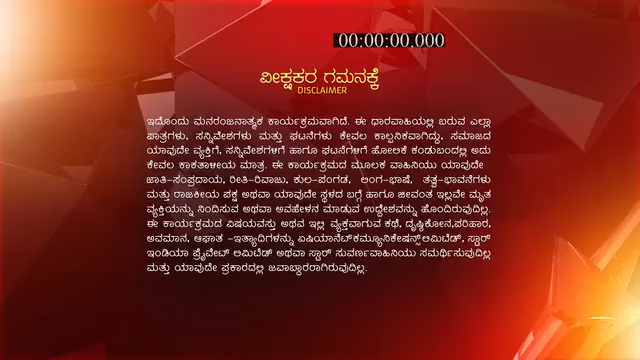 00:00:00.000
ವೀಕ್ಷಕರ ಗಮನಕ್ಕೆ
DISCLAIMER
ಇದೊಂದು ಮನರಂಜನಾತ್ಮಕ ಕಾರ್ಯಕ್ರಮವಾಗಿದೆ. ಈ ಧಾರವಾಹಿಯಲ್ಲಿ ಬರುವ ಎಲ್ಲಾ
ಪಾತ್ರಗಳು, ಸನ್ನಿವೇಶಗಳು ಮತ್ತು ಘಟನೆಗಳು ಕೇವಲ ಕಾಲ್ಪನಿಕವಾಗಿದ್ದು, ಸಮಾಜದ
ಯಾವುದೇ ವ್ಯಕ್ತಿಗೆ, ಸನ್ನಿವೇಶಗಳಿಗೆ ಹಾಗೂ ಘಟನೆಗಳಿಗೆ ಹೋಲಿಕೆ ಕಂಡುಬಂದಲ್ಲಿ ಅದು
ಕೇವಲ ಕಾಕತಾಳೀಯ ಮಾತ್ರ. ಈ ಕಾರ್ಯಕ್ರಮದ ಮೂಲಕ ವಾಹಿನಿಯು ಯಾವುದೇ
ಜಾತಿ-ಸಂಪ್ರದಾಯ, ರೀತಿ-ರಿವಾಜು, ಕುಲ-ಪಂಗಡ, ಲಿಂಗ-ಭಾಷೆ, ತತ್ವ-ಭಾವನೆಗಳು
ಮತ್ತು ರಾಜಕೀಯ ಪಕ್ಷ ಅಥವಾ ಯಾವುದೇ ಸ್ಥಳದ ಬಗ್ಗೆ ಹಾಗೂ ಜೀವಂತ ಇಲ್ಲವೇ ಮೃತ
ವ್ಯಕ್ತಿಯನ್ನು ನಿಂದಿಸುವ ಅಥವಾ ಅವಹೇಳನ ಮಾಡುವ ಉದ್ದೇಶವನ್ನು ಹೊಂದಿರುವುದಿಲ್ಲ.
ಈ ಕಾರ್ಯಕ್ರಮದ ವಿಷಯವಸ್ತು ಅಥವ ಇಲ್ಲಿ ವ್ಯಕ್ತವಾಗುವ ಕಥೆ, ದೃಷ್ಠಿಕೋನ,ಪರಿಹಾರ,
ಅವಮಾನ, ಆಘಾತ -ಇತ್ಯಾದಿಗಳನ್ನು ಏಷಿಯಾನೆಟ್ ಕಮ್ಯೂನಿಕೇಷನ್ಸ್ ಲಿಮಿಟೆಡ್, ಸ್ಟಾರ್
ಇಂಡಿಯಾ ಪ್ರೈವೇಟ್ ಲಿಮಿಟೆಡ್ ಅಥವಾ ಸ್ಟಾರ್ ಸುವರ್ಣವಾಹಿನಿಯು ಸಮರ್ಥಿಸುವುದಿಲ್ಲ
ಮತ್ತು ಯಾವುದೇ ಪ್ರಕಾರದಲ್ಲಿ ಜವಾಬ್ದಾರರಾಗಿರುವುದಿಲ್ಲ.